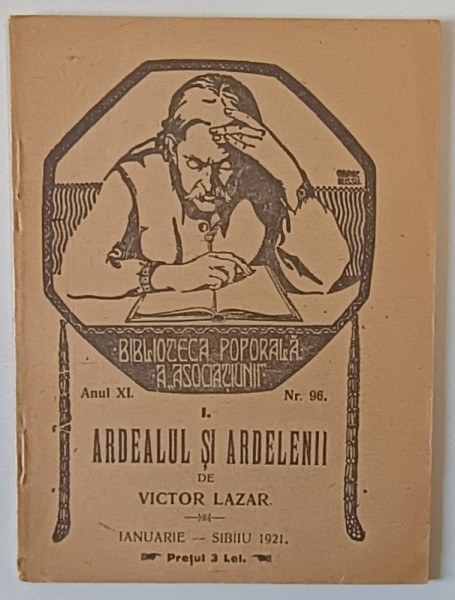 BIBLIOTECA POPORALĂ
A „ASOCIAȚIUNII"
Anul XI. Nr. 96.
I.
ARDEALUL ȘI ARDELENII
DE
VICTOR LAZAR.
IANUARIE — SIBIIU 1921.
Prețul 3 Lei.